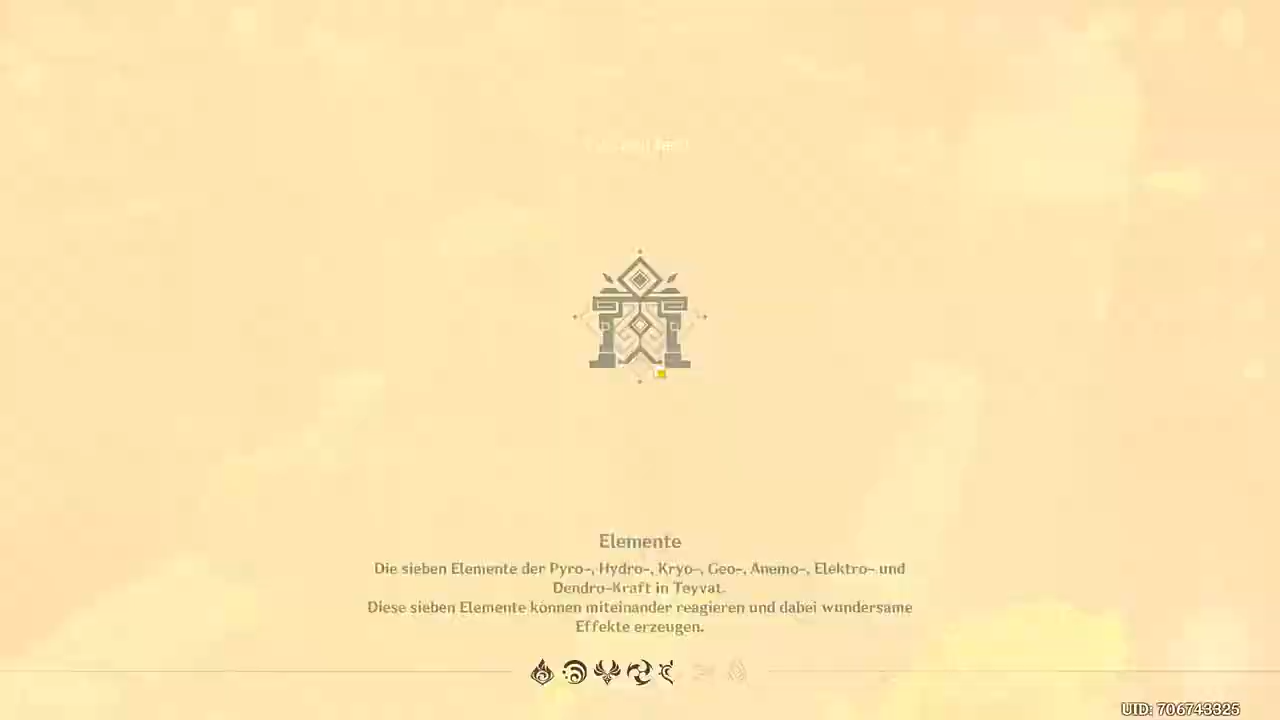 Elemente
Die sieben Elemente der Pyro-, Hydro-, Kryo-, Geo-, Anemo-, Elektro- und
Dendro-Kraft in Teyvat.
Diese sieben Elemente können miteinander reagieren und dabei wundersame
Effekte erzeugen.
UID: 706743325